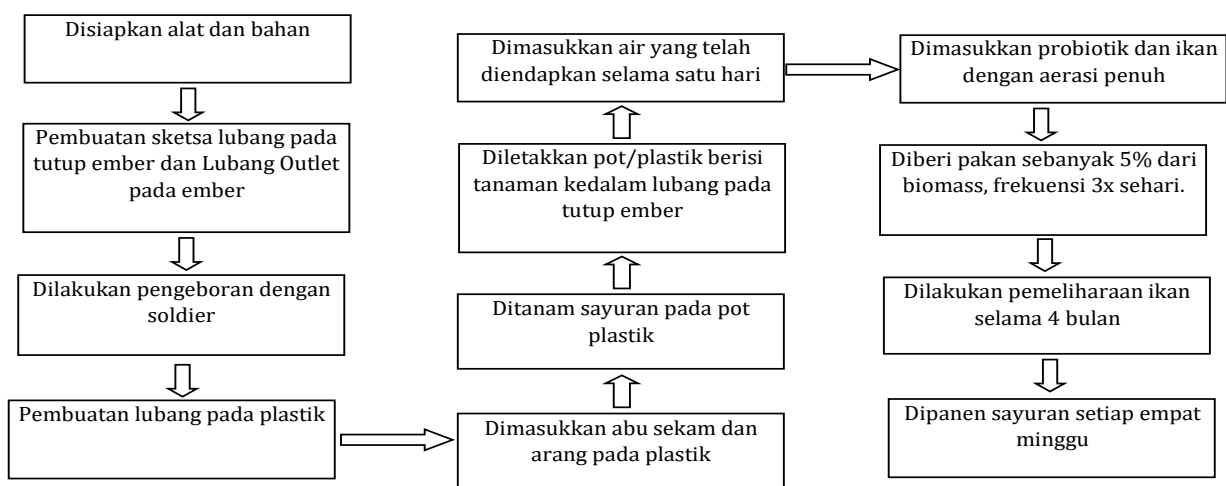 Disiapkan alat dan bahan
Pembuatan sketsa lubang pada
tutup ember dan Lubang Outlet
pada ember
Dilakukan pengeboran dengan
soldier
Pembuatan lubang pada plastik
Dimasukkan abu sekam dan
arang pada plastik
Ditanam sayuran pada pot
plastik
Diletakkan pot/plastik berisi
tanaman kedalam lubang pada
tutup ember
Dimasukkan air yang telah
diendapkan selama satu hari
Dimasukkan probiotik dan ikan
dengan aerasi penuh
Diberi pakan sebanyak 5% dari
biomass, frekuensi 3x sehari.
Dilakukan pemeliharaan ikan
selama 4 bulan
Dipanen sayuran setiap empat
minggu